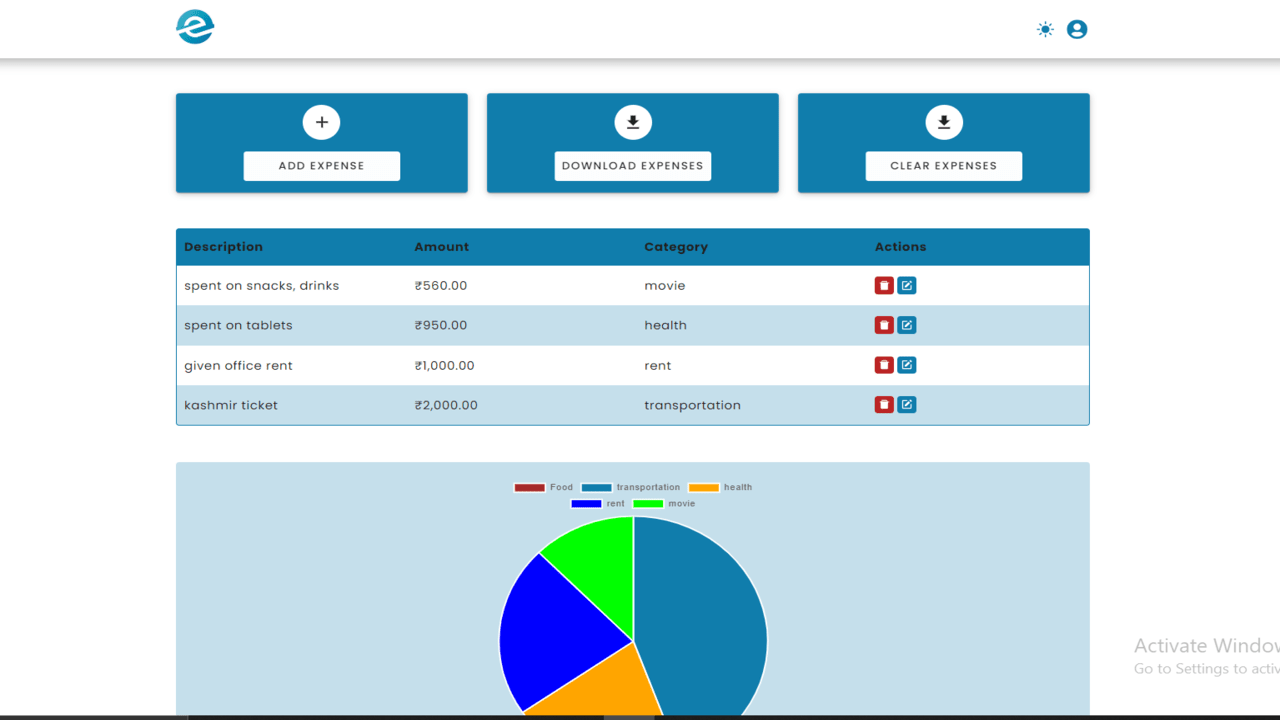 ADD EXPENSE
DOWNLOAD EXPENSES
CLEAR EXPENSES
Description Amount Category Actions
spent on snacks, drinks ₹560.00 movie
spent on tablets ₹950.00 health
given office rent ₹1,000.00 rent
kashmir ticket ₹2,000.00 transportation
Food transportation health
rent movie
Activate Window
Go to Settings to activ